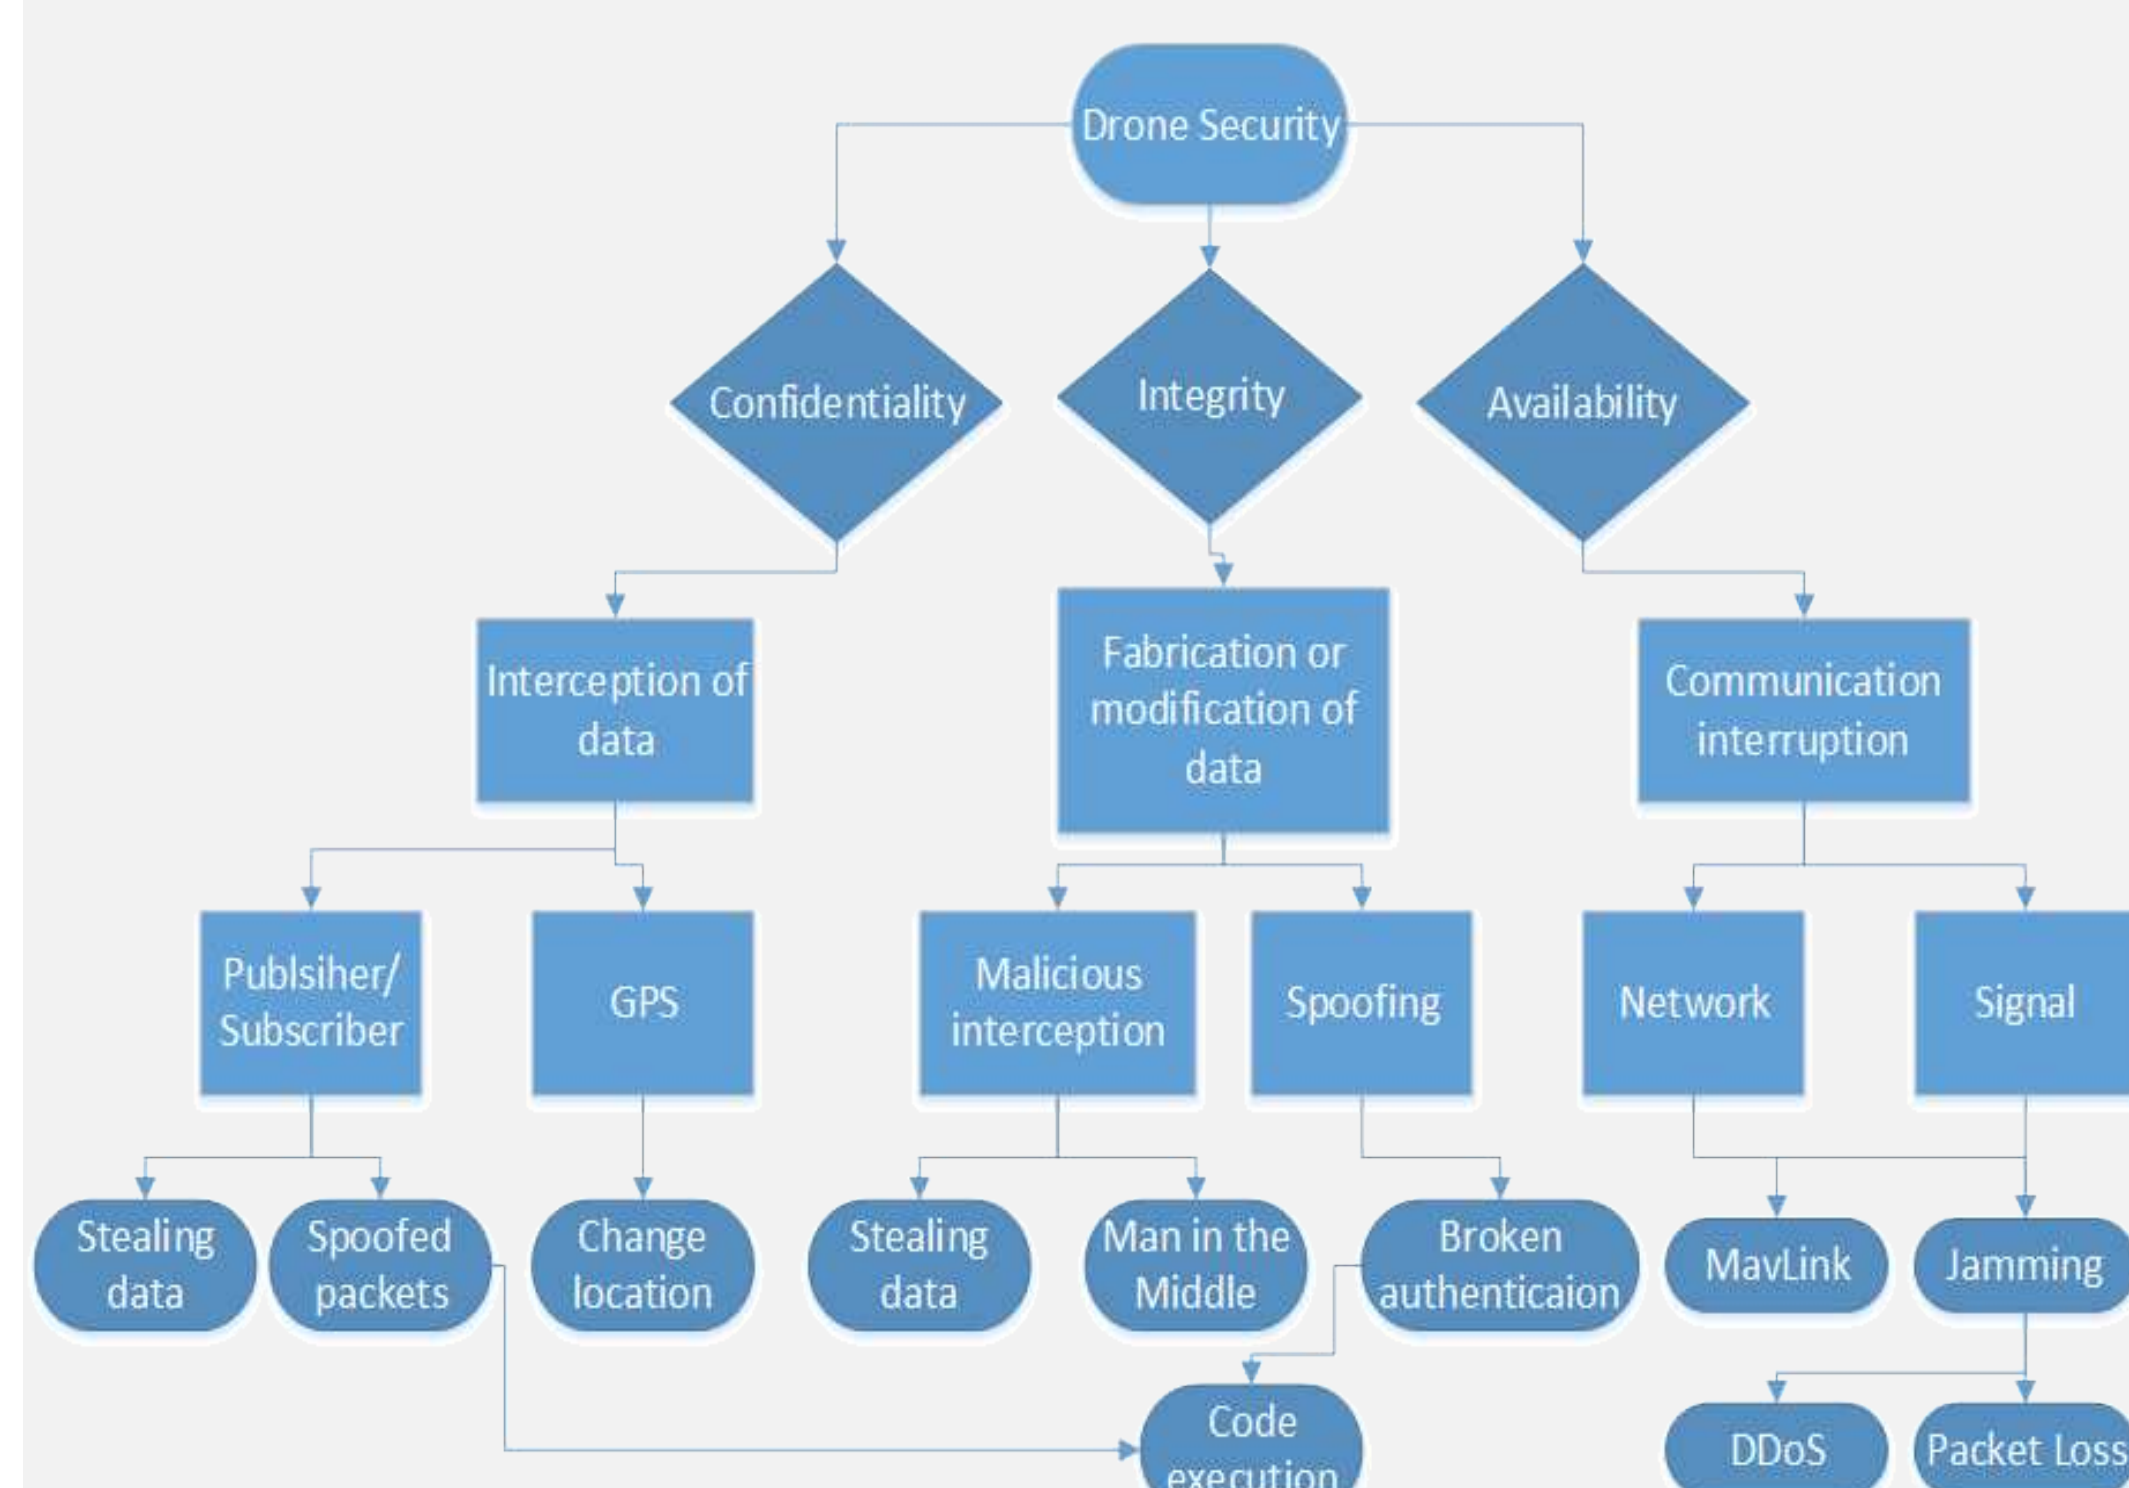 Drone Security
Confidentiality
Integrity
Availability
Interception of
data
Fabrication or
modification of
data
Communication
interruption
Publsiher/
Subscriber
GPS
Malicious
interception
Spoofing
Network
Signal
Stealing
data
Spoofed
packets
Change
location
Stealing
data
Man in the
Middle
Broken
authenticaion
MavLink
Jamming
Code
execution
DDoS
Packet Loss